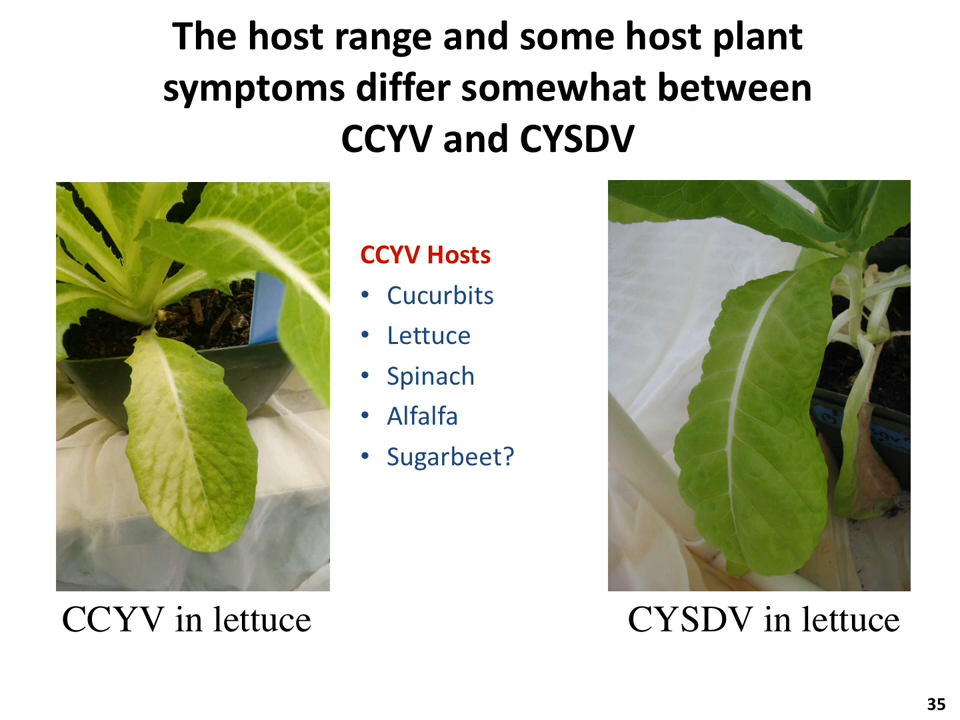 The host range and some host plant
symptoms differ somewhat between
CCYV and CYSDV
CCYV Hosts
• Cucurbits
• Lettuce
• Spinach
• Alfalfa
• Sugarbeet?
CCYV in lettuce
CYSDV in lettuce
35